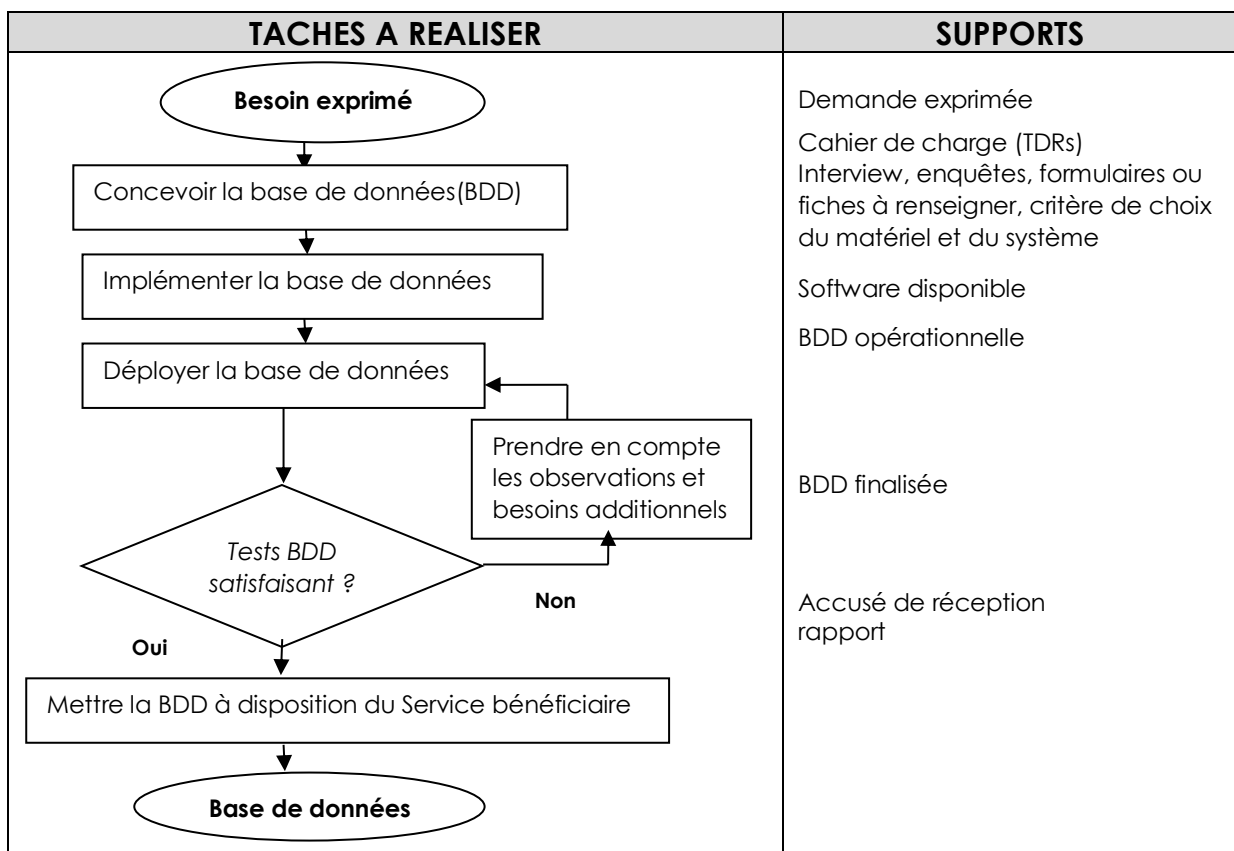 TACHES A REALISER
SUPPORTS
Besoin exprimé
Concevoir la base de données(BDD)
Implémenter la base de données
Déployer la base de données
Prendre en compte
les observations et
besoins additionnels
Tests BDD
satisfaisant ?
Non
Oui
Mettre la BDD à disposition du Service bénéficiaire
Base de données
Demande exprimée
Cahier de charge (TDRs)
Interview, enquêtes, formulaires ou
fiches à renseigner, critère de choix
du matériel et du système
Software disponible
BDD opérationnelle
BDD finalisée
Accusé de réception
rapport